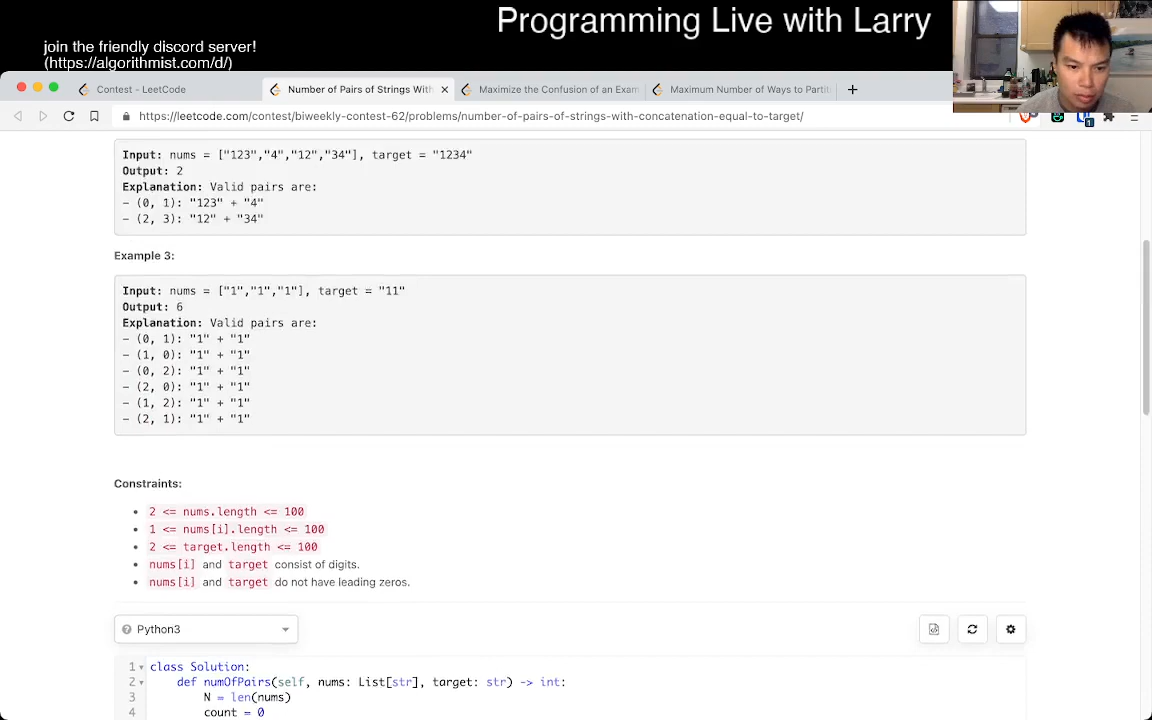 Programming Live with Larry
join the friendly discord server!
(https://algorithmist.com/d/)
Contest - LeetCode
Number of Pairs of Strings With
Maximize the Confusion of an Exam
Maximum Number of Ways to Partit
https://leetcode.com/contest/biweekly-contest-62/problems/number-of-pairs-of-strings-with-concatenation-equal-to-target/
1
Input: nums = ["123","4","12","34"], target = "1234"
Output: 2
Explanation: Valid pairs are:
- (0, 1): "123" + "4"
- (2, 3): "12" + "34"
Example 3:
Input: nums = ["1","1","1"], target = "11"
Output: 6
Explanation: Valid pairs are:
- (0, 1): "1" + "1"
- (1, 0): "1" + "1"
- (0, 2): "1" + "1"
- (2, 0): "1" + "1"
- (1, 2): "1" + "1"
- (2, 1): "1" + "1"
Constraints:
• 2 <= nums.length <= 100
• 1 <= nums[i].length <= 100
• 2 <= target.length <= 100
• nums[i] and target consist of digits.
• nums[i] and target do not have leading zeros.
Python3
1 class Solution:
2 def numOfPairs(self, nums: List[str], target: str) -> int:
3 N = len(nums)
4 count = 0